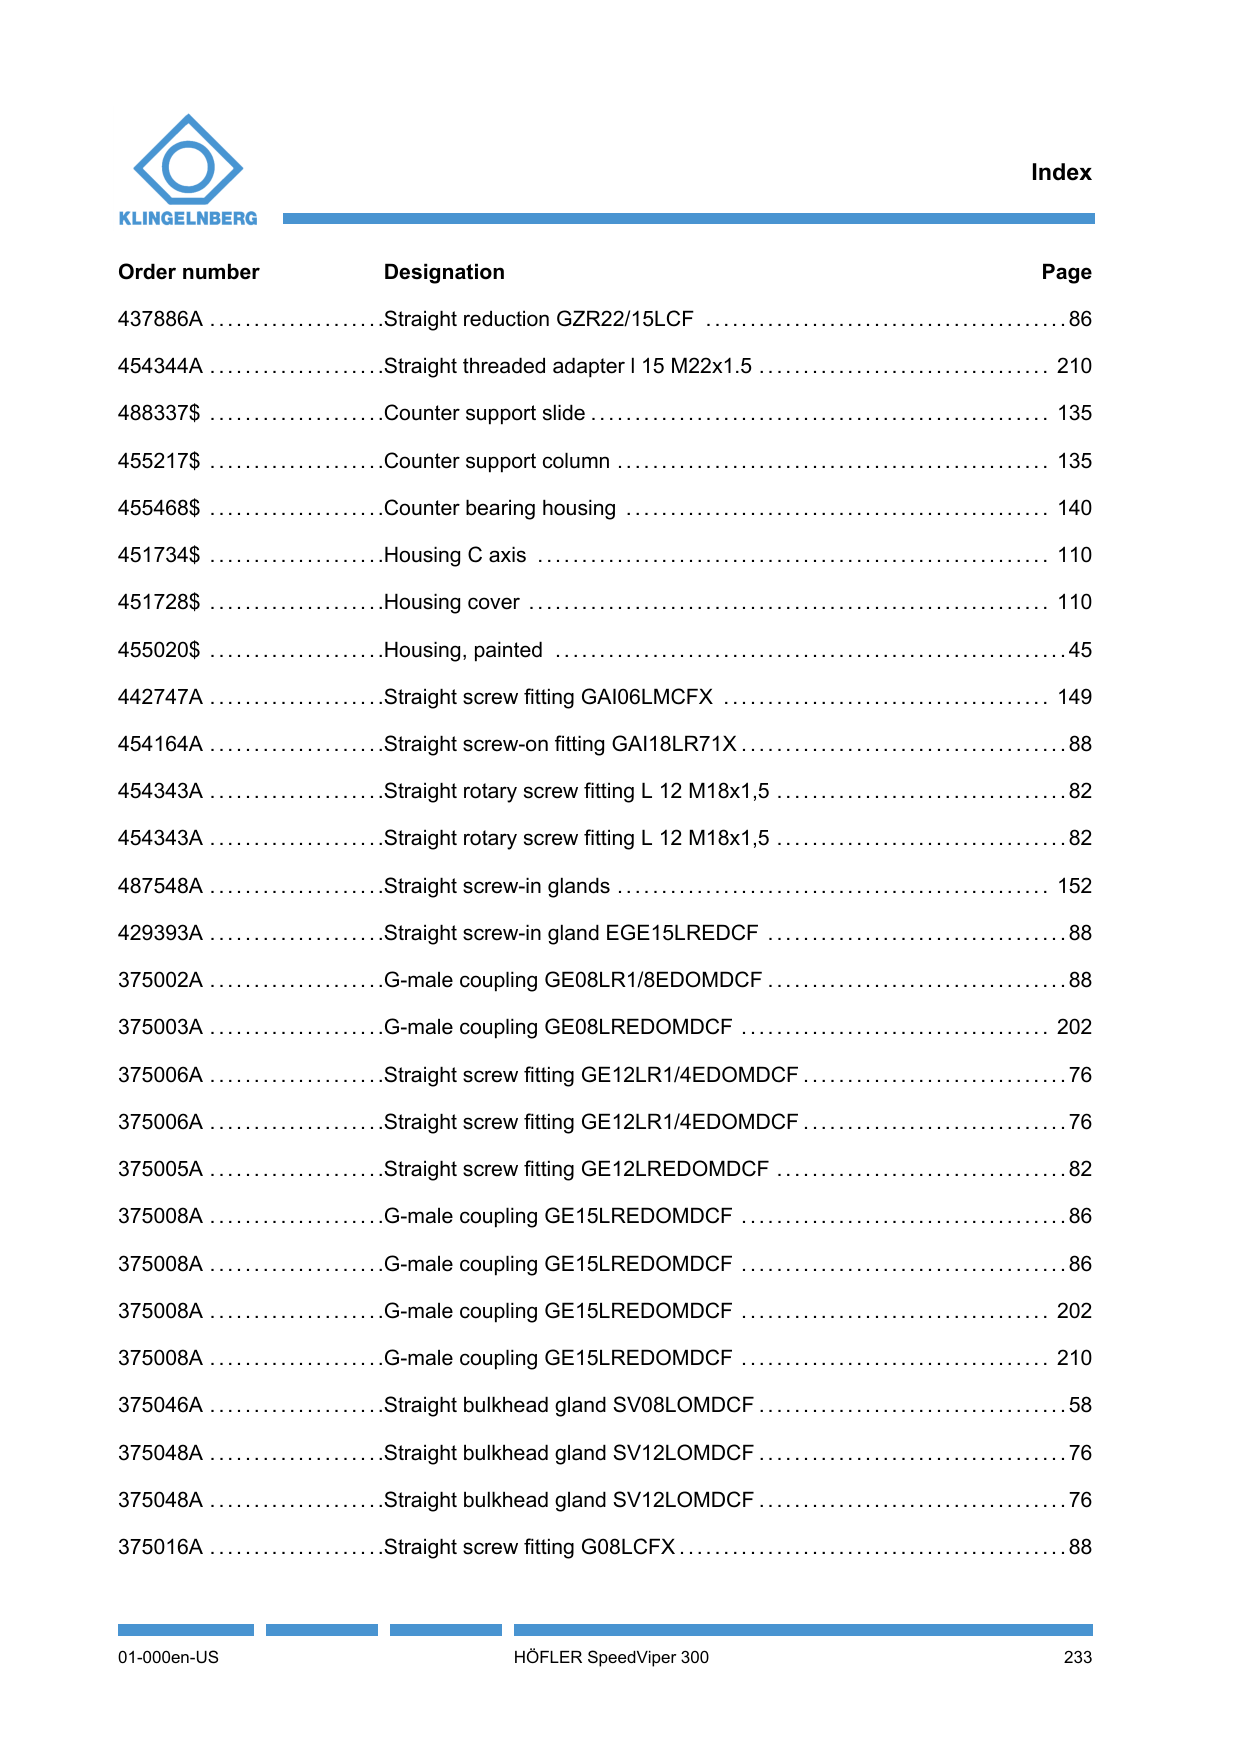 KLINGELNBERG
Index
Order number Designation Page
437886A ....................Straight reduction GZR22/15LCF .........................................86
454344A ....................Straight threaded adapter I 15 M22x1.5 ................................. 210
488337$ ....................Counter support slide .................................................... 135
455217$ ....................Counter support column ................................................. 135
455468$ ....................Counter bearing housing ................................................ 140
451734$ ....................Housing C axis .......................................................... 110
451728$ ....................Housing cover ........................................................... 110
455020$ ....................Housing, painted ..........................................................45
442747A ....................Straight screw fitting GAI06LMCFX ..................................... 149
454164A ....................Straight screw-on fitting GAI18LR71X.....................................88
454343A ....................Straight rotary screw fitting L 12 M18x1,5 .................................82
454343A ....................Straight rotary screw fitting L 12 M18x1,5 .................................82
487548A ....................Straight screw-in glands ................................................. 152
429393A ....................Straight screw-in gland EGE15LREDCF ..................................88
375002A ....................G-male coupling GE08LR1/8EDOMDCF ..................................88
375003A ....................G-male coupling GE08LREDOMDCF ................................... 202
375006A ....................Straight screw fitting GE12LR1/4EDOMDCF ..............................76
375006A ....................Straight screw fitting GE12LR1/4EDOMDCF ..............................76
375005A ....................Straight screw fitting GE12LREDOMDCF .................................82
375008A ....................G-male coupling GE15LREDOMDCF .....................................86
375008A ....................G-male coupling GE15LREDOMDCF .....................................86
375008A ....................G-male coupling GE15LREDOMDCF ................................... 202
375008A ....................G-male coupling GE15LREDOMDCF ................................... 210
375046A ....................Straight bulkhead gland SV08LOMDCF ...................................58
375048A ....................Straight bulkhead gland SV12LOMDCF ...................................76
375048A ....................Straight bulkhead gland SV12LOMDCF ...................................76
375016A ....................Straight screw fitting G08LCFX............................................88
01-000en-US HÖFLER SpeedViper 300 233